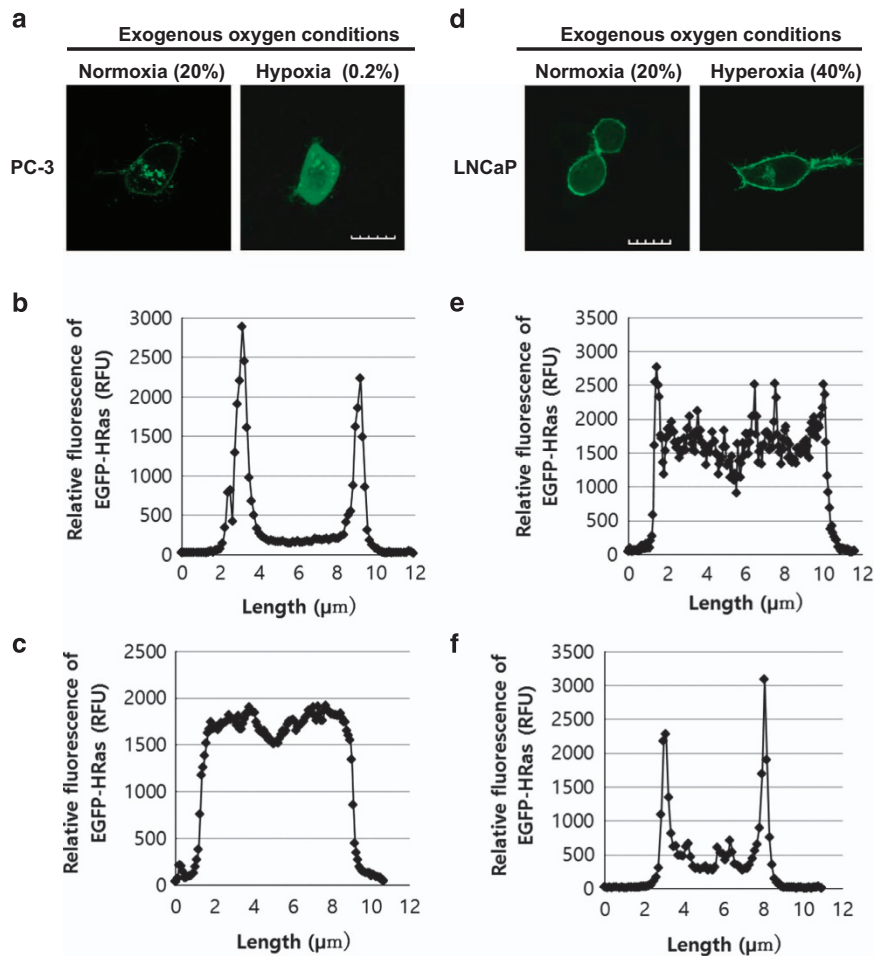 a
Exogenous oxygen conditions
Normoxia (20%) Hypoxia (0.2%)
PC-3
d
Exogenous oxygen conditions
Normoxia (20%) Hyperoxia (40%)
LNCaP
b
Relative fluorescence of
EGFP-HRas (RFU)
3000
2500
2000
1500
1000
500
0
0 2 4 6 8 10 12
Length (µm)
e
Relative fluorescence of
EGFP-HRas (RFU)
3500
3000
2500
2000
1500
1000
500
0
0 2 4 6 8 10 12
Length (µm)
c
Relative fluorescence of
EGFP-HRas (RFU)
2500
2000
1500
1000
500
0
0 2 4 6 8 10 12
Length (µm)
f
Relative fluorescence of
EGFP-HRas (RFU)
3500
3000
2500
2000
1500
1000
500
0
0 2 4 6 8 10 12
Length (µm)